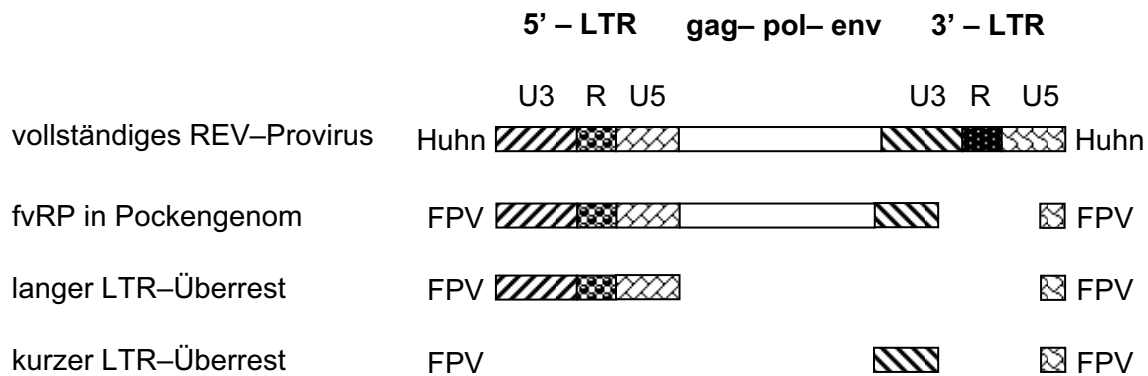 5’ – LTR gag– pol– env 3’ – LTR
U3 R U5 U3 R U5
vollständiges REV–Provirus Huhn Huhn
fvRP in Pockengenom FPV FPV
langer LTR–Überrest FPV FPV
kurzer LTR–Überrest FPV FPV